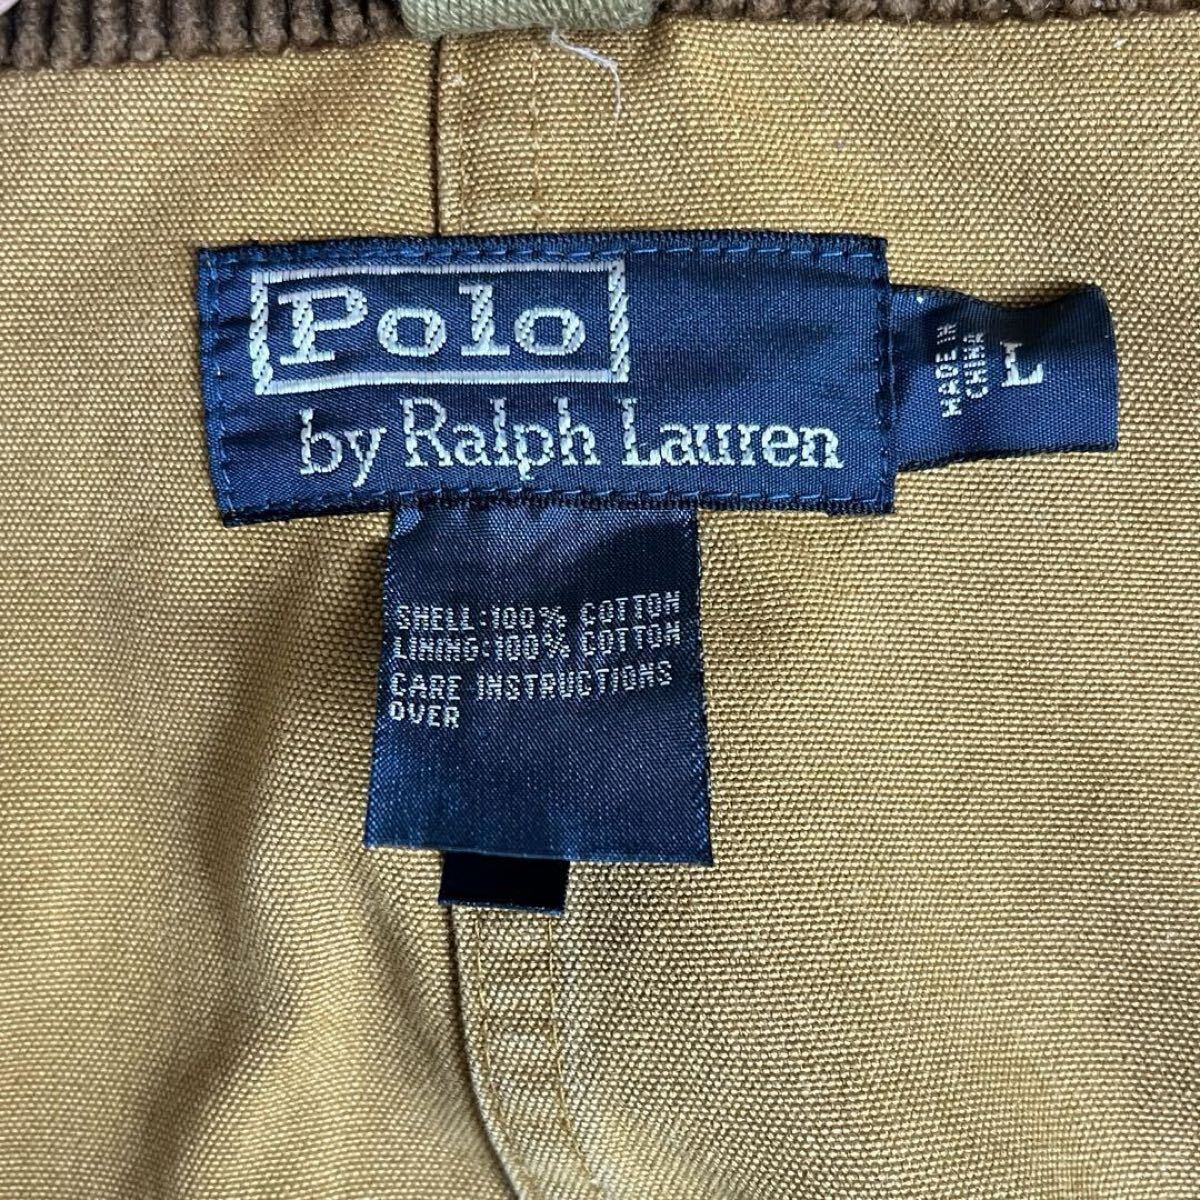 Polo
by Ralph Lauren
MADE IN
CHINA
L
SHELL:100% COTTON
LINING:100% COTTON
CARE INSTRUCTIONS
OVER